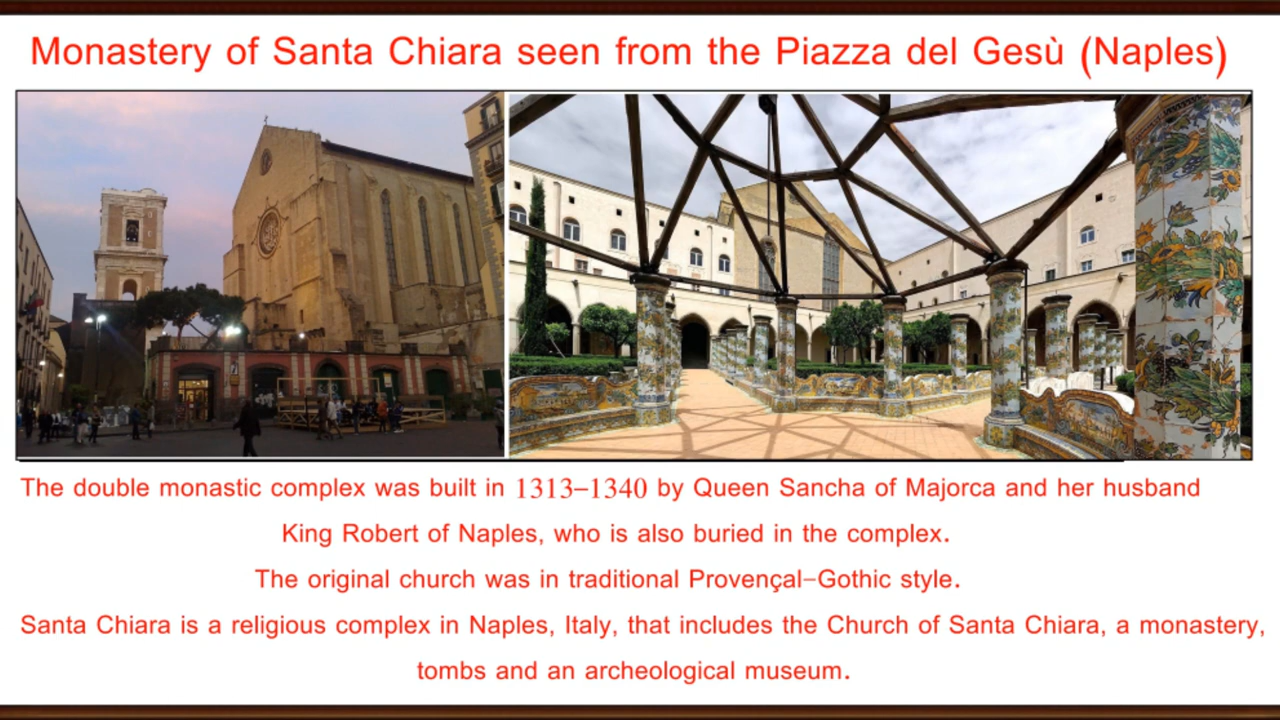 Monastery of Santa Chiara seen from the Piazza del Gesù (Naples)
The double monastic complex was built in 1313–1340 by Queen Sancha of Majorca and her husband
King Robert of Naples, who is also buried in the complex.
The original church was in traditional Provençal–Gothic style.
Santa Chiara is a religious complex in Naples, Italy, that includes the Church of Santa Chiara, a monastery,
tombs and an archeological museum.